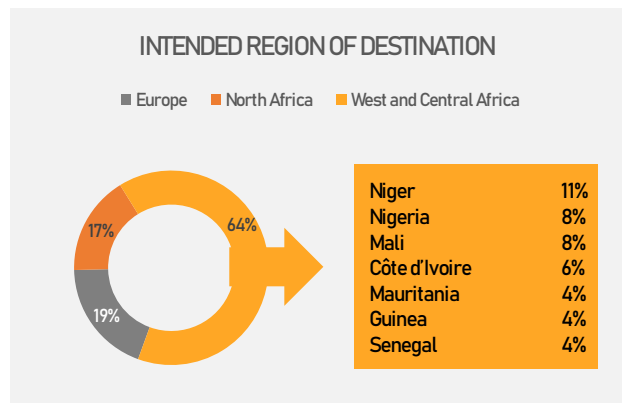 INTENDED REGION OF DESTINATION
Europe North Africa West and Central Africa
64%
17%
19%
Niger 11%
Nigeria 8%
Mali 8%
Côte d'Ivoire 6%
Mauritania 4%
Guinea 4%
Senegal 4%